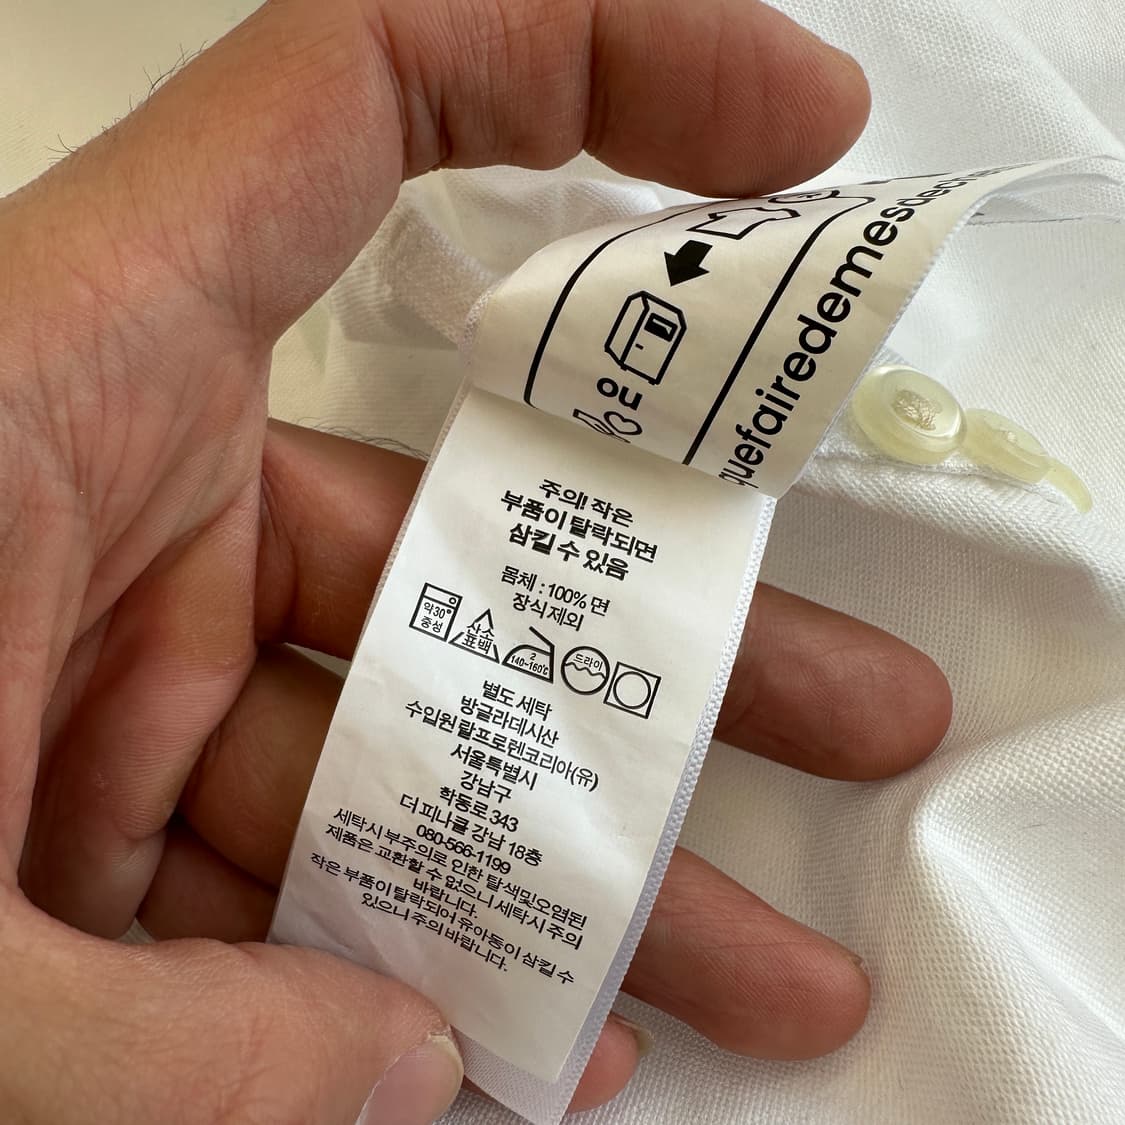 ou
quefairedemesdeche
주의! 작은
부품이 탈락되면
삼킬 수 있음
몸체 : 100% 면
장식제외
약30°
중성
산소
표백
2
140~160℃
드라이
별도 세탁
방글라데시산
수입원 랄프로렌코리아(유)
서울특별시
강남구
학동로 343
더 피나클 강남 18층
080-566-1199
세탁시 부주의로 인한 탈색및오염된
제품은 교환할 수 없으니 세탁시 주의
바랍니다.
작은 부품이 탈락되어 유아동이 삼킬 수
있으니 주의 바랍니다.